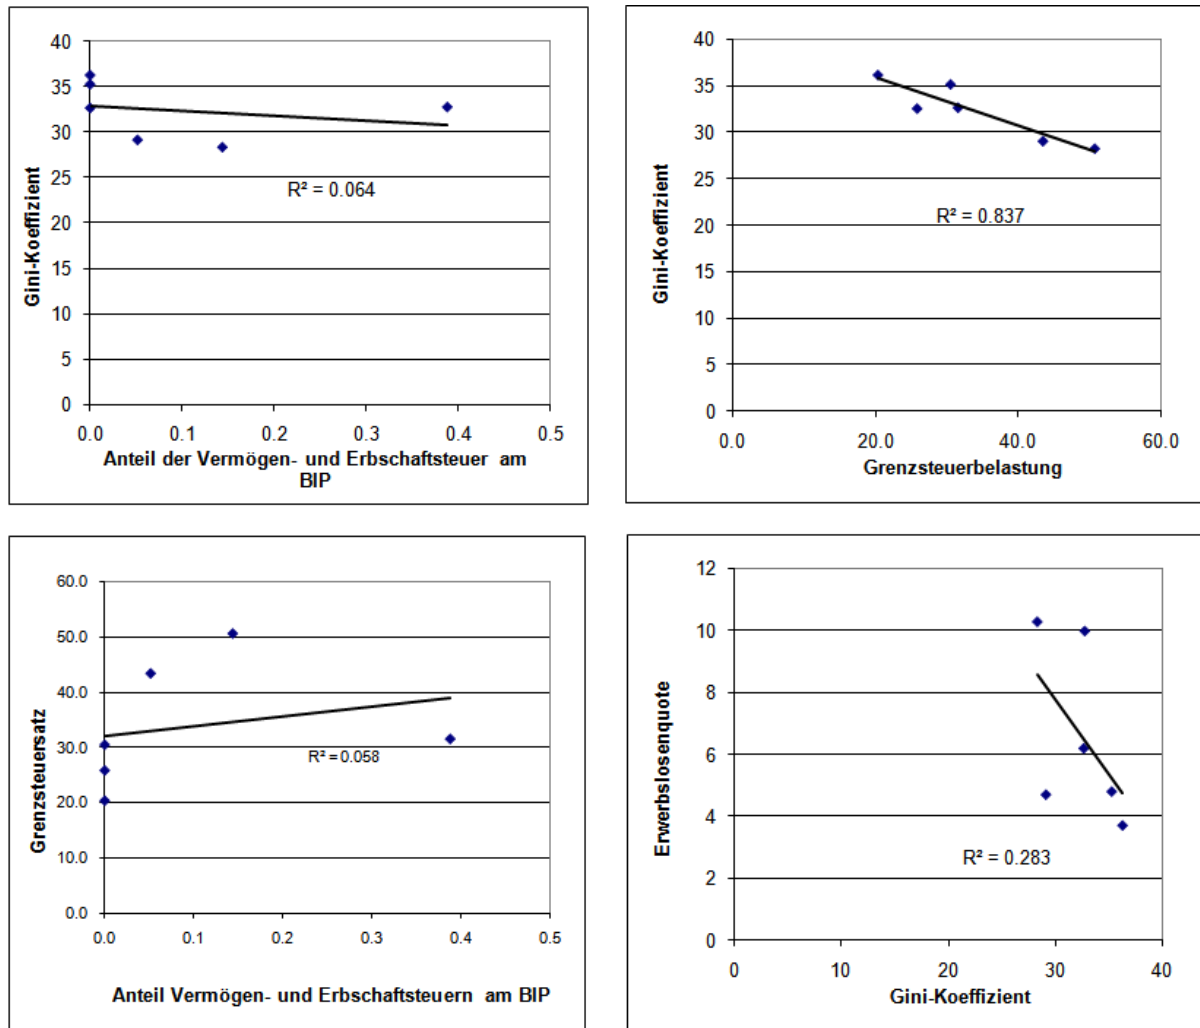 40
35
30
25
20
15
10
5
0
Gini-Koeffizient
R² = 0.064
0.0 0.1 0.2 0.3 0.4 0.5
Anteil der Vermögen- und Erbschaftsteuer am
BIP
40
35
30
25
20
15
10
5
0
Gini-Koeffizient
R² = 0.837
0.0 20.0 40.0 60.0
Grenzsteuerbelastung
60.0
50.0
40.0
30.0
20.0
10.0
0.0
Grenzsteuersatz
R² = 0.058
0.0 0.1 0.2 0.3 0.4 0.5
Anteil Vermögen- und Erbschaftsteuern am BIP
12
10
8
6
4
2
0
Erwerbslosenquote
R² = 0.283
0 10 20 30 40
Gini-Koeffizient